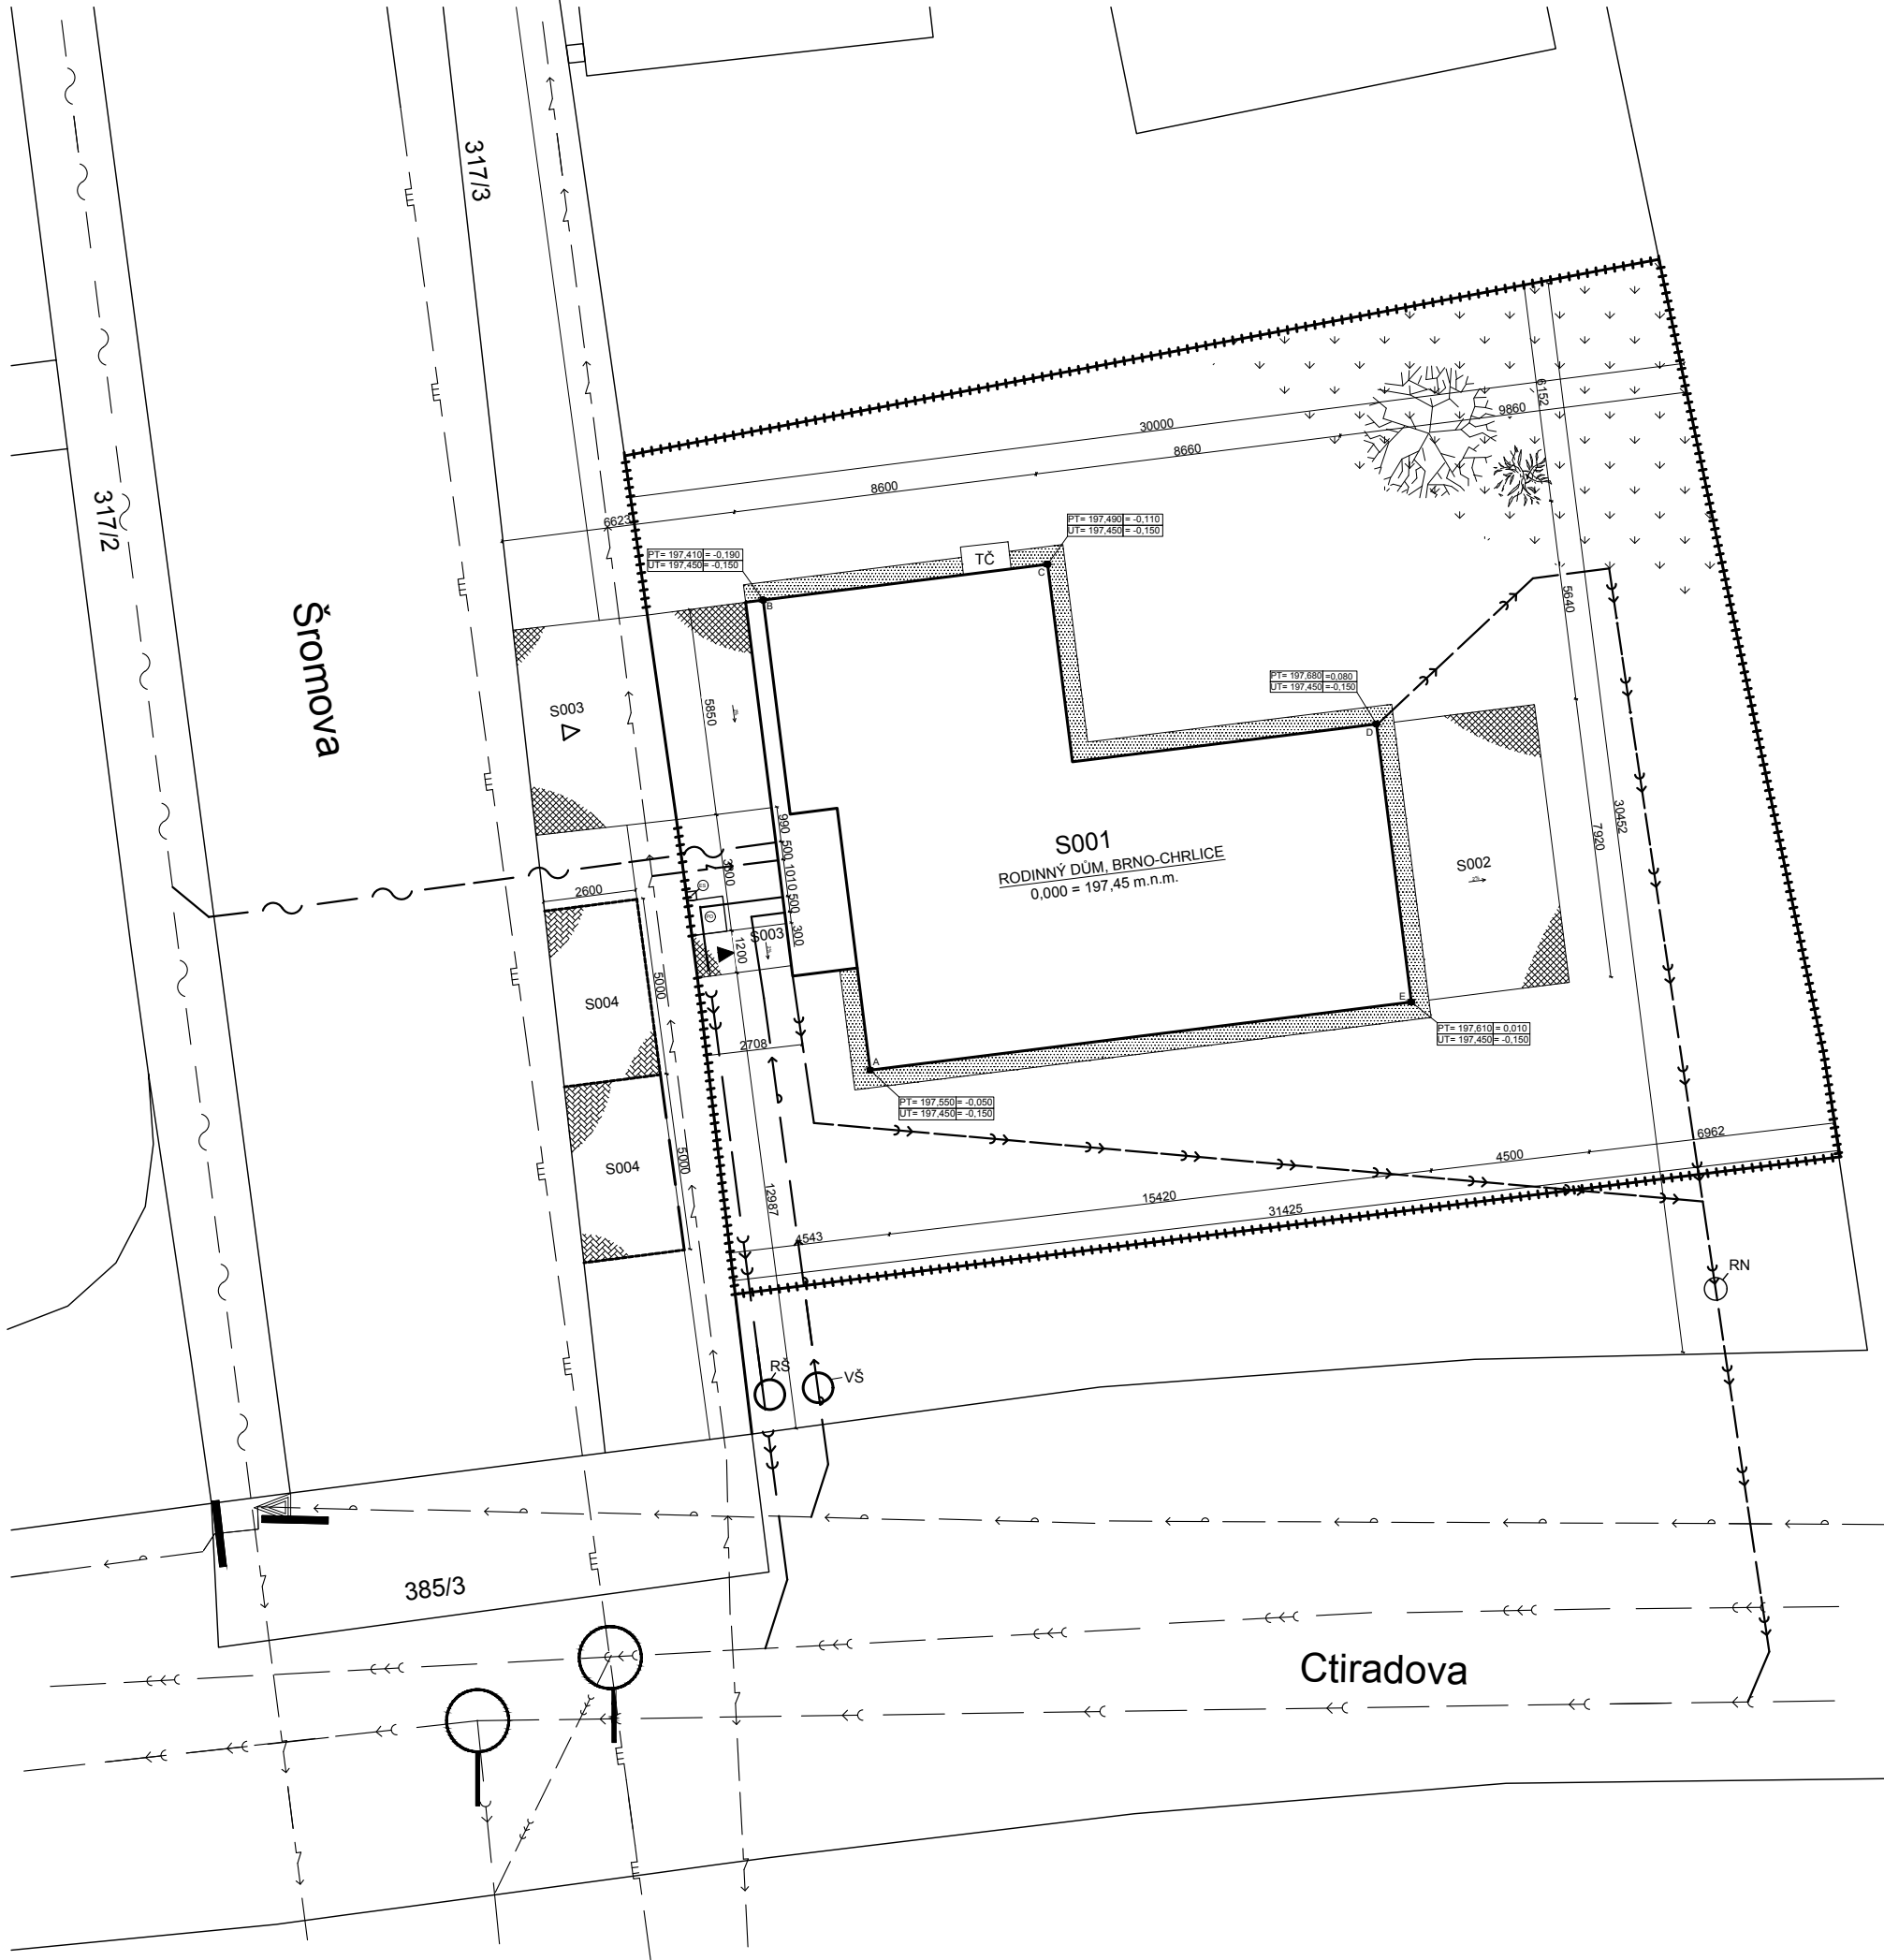 317/3
6152
9860
30000
8660
8600
6623
317/2
PT= 197,490 = -0,110
UT= 197,450 = -0,150
PT= 197,410 = -0,190
UT= 197,450 = -0,150
TČ
C
B
5640
Šromova
PT= 197,680 =0,080
UT= 197,450 =-0,150
S003
5850
D
30452
7920
990
500
1010
500
300
S001
RODINNÝ DŮM, BRNO-CHRLICE
0,000 = 197,45 m.n.m.
S002
2600
S003
1200
S004
5000
E
PT= 197,610 = 0,010
UT= 197,450 = -0,150
2708
A
PT= 197,550 = -0,050
UT= 197,450 = -0,150
S004
5000
6962
4500
12987
15420
31425
4543
RN
RŠ
VŠ
385/3
Ctiradova